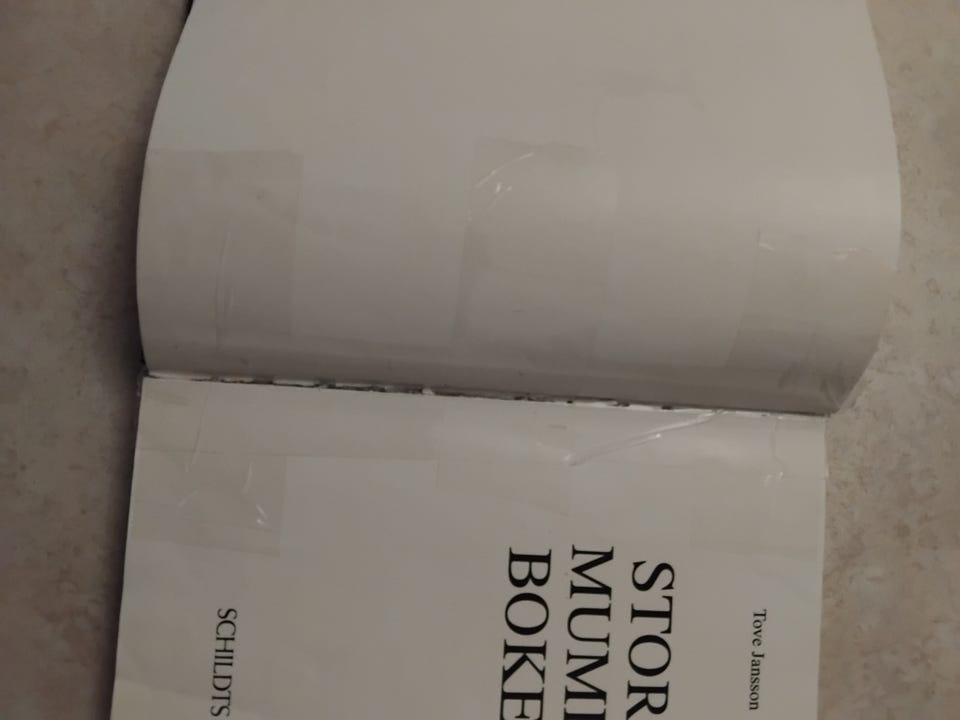 Tove Jansson
STOR
MUMI
BOKE
SCHILDTS